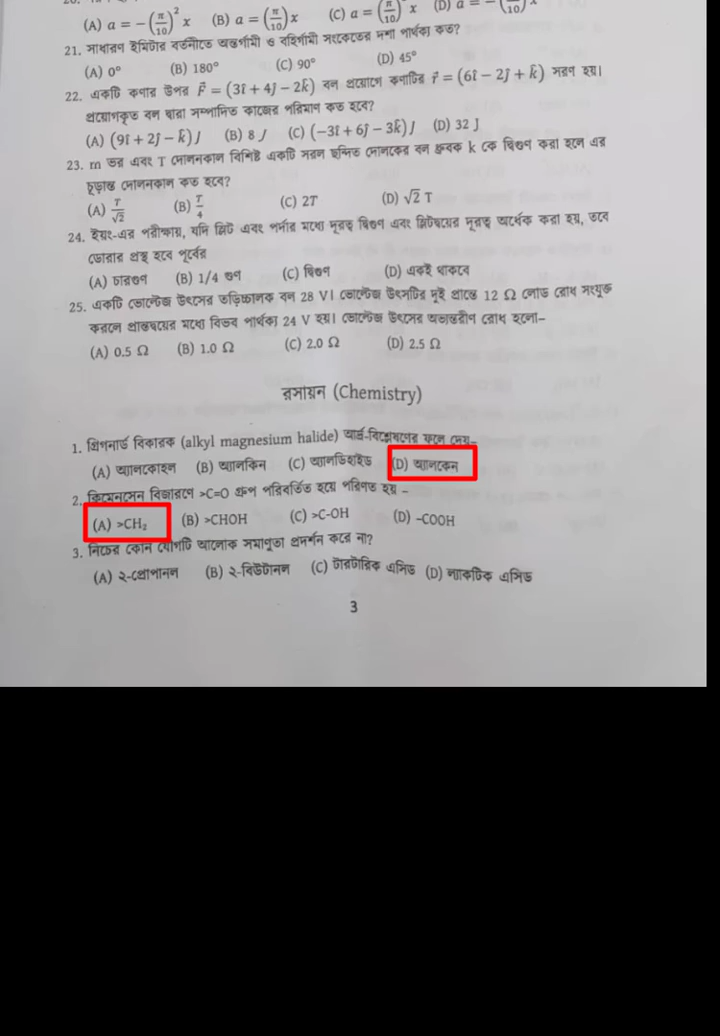 (A) a = −(π/10)² x (B) a = (π/10) x (C) a = (π/10) x (D) a = −(π/10) x
21. সাধারণ ইমিটার বর্তনীতে অন্তর্গামী ও বহির্গামী সংকেতের দশা পার্থক্য কত?
(A) 0° (B) 180° (C) 90° (D) 45°
22. একটি কণার উপর F⃗ = (3î + 4ĵ − 2k̂) বল প্রয়োগে কণাটির r⃗ = (6î − 2ĵ + k̂) সরণ হয়।
প্রয়োগকৃত বল দ্বারা সম্পাদিত কাজের পরিমাণ কত হবে?
(A) (9î + 2ĵ − k̂) J (B) 8 J (C) (−3î + 6ĵ − 3k̂) J (D) 32 J
23. m ভর এবং T দোলনকাল বিশিষ্ট একটি সরল ছন্দিত দোলকের বল ধ্রুবক k কে দ্বিগুণ করা হলে এর
চূড়ান্ত দোলনকাল কত হবে?
(A) T/√2 (B) T/4 (C) 2T (D) √2 T
24. ইয়ং-এর পরীক্ষায়, যদি স্লিট এবং পর্দার মধ্যে দূরত্ব দ্বিগুণ এবং স্লিটদ্বয়ের দূরত্ব অর্ধেক করা হয়, তবে
ডোরার প্রস্থ হবে পূর্বের
(A) চারগুণ (B) 1/4 গুণ (C) দ্বিগুণ (D) একই থাকবে
25. একটি ভোল্টেজ উৎসের তড়িচ্চালক বল 28 V। ভোল্টেজ উৎসটির দুই প্রান্তে 12 Ω লোড রোধ সংযুক্ত
করলে প্রান্তদ্বয়ের মধ্যে বিভব পার্থক্য 24 V হয়। ভোল্টেজ উৎসের অভ্যন্তরীণ রোধ হলো–
(A) 0.5 Ω (B) 1.0 Ω (C) 2.0 Ω (D) 2.5 Ω
রসায়ন (Chemistry)
1. গ্রিগনার্ড বিকারক (alkyl magnesium halide) আর্দ্র-বিশ্লেষণের ফলে দেয়–
(A) অ্যালকোহল (B) অ্যালকিন (C) অ্যালডিহাইড (D) অ্যালকেন
2. ক্লিমেনসেন বিজারণে >C=O গ্রুপ পরিবর্তিত হয়ে পরিণত হয় –
(A) >CH₂ (B) >CHOH (C) >C-OH (D) -COOH
3. নিচের কোন যৌগটি আলোক সমাণুতা প্রদর্শন করে না?
(A) ২-প্রোপানল (B) ২-বিউটানল (C) টারটারিক এসিড (D) ল্যাকটিক এসিড
3